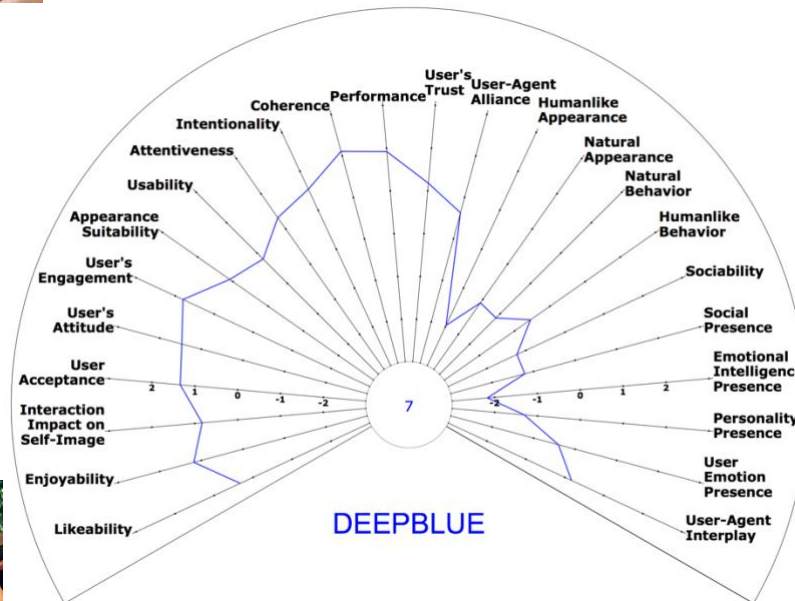 User's
Trust
User-Agent
Alliance
Performance
Coherence
Humanlike
Appearance
Intentionality
Natural
Appearance
Attentiveness
Natural
Behavior
Usability
Humanlike
Behavior
Appearance
Suitability
User's
Engagement
Sociability
User's
Attitude
Social
Presence
User
Acceptance
Emotional
Intelligence
Presence
2 1 0 -1 -2
7
-2 -1 0 1 2
Interaction
Impact on
Self-Image
Personality
Presence
Enjoyability
User
Emotion
Presence
Likeability
User-Agent
Interplay
DEEPBLUE